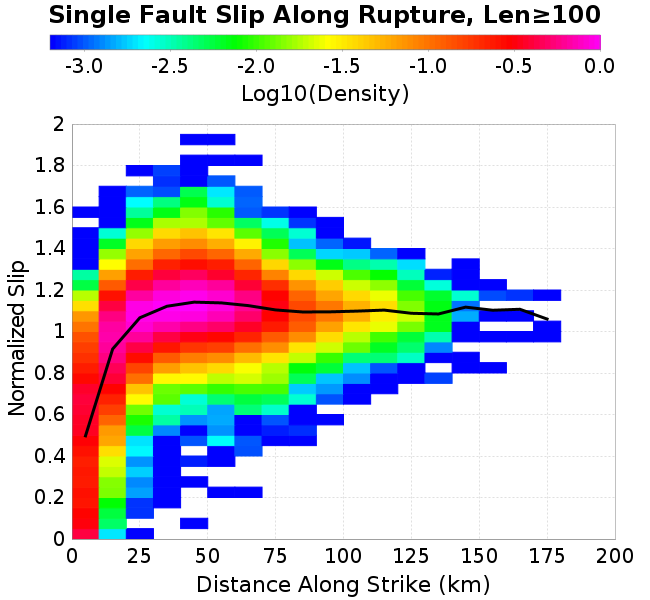 Single Fault Slip Along Rupture, Len≥100
-3.0 -2.5 -2.0 -1.5 -1.0 -0.5 0.0
Log10(Density)
2
1.8
1.6
1.4
1.2
1
0.8
0.6
0.4
0.2
0
Normalized Slip
0 25 50 75 100 125 150 175 200
Distance Along Strike (km)